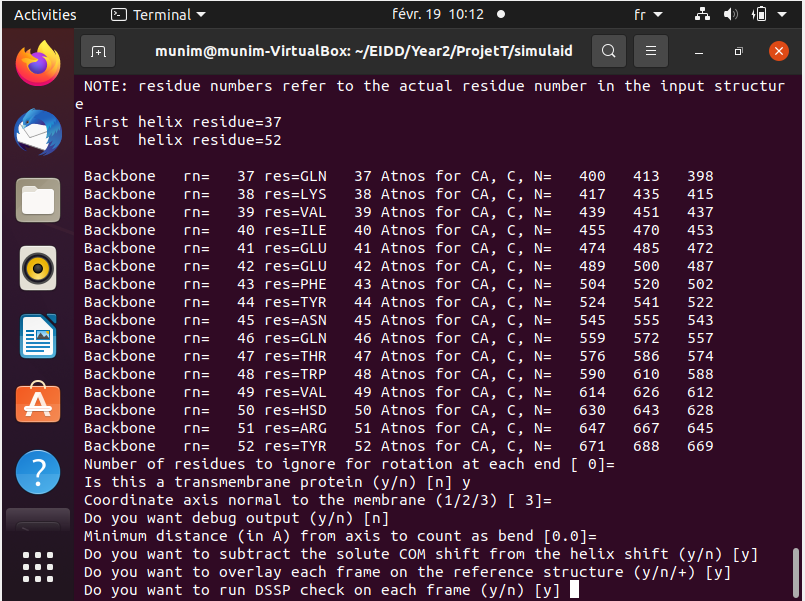 Activities Terminal févr. 19 10:12 fr
munim@munim-VirtualBox: ~/EIDD/Year2/ProjetT/simulaid
NOTE: residue numbers refer to the actual residue number in the input structur
e
First helix residue=37
Last  helix residue=52
Backbone   rn=   37 res=GLN   37 Atnos for CA, C, N=   400   413   398
Backbone   rn=   38 res=LYS   38 Atnos for CA, C, N=   417   435   415
Backbone   rn=   39 res=VAL   39 Atnos for CA, C, N=   439   451   437
Backbone   rn=   40 res=ILE   40 Atnos for CA, C, N=   455   470   453
Backbone   rn=   41 res=GLU   41 Atnos for CA, C, N=   474   485   472
Backbone   rn=   42 res=GLU   42 Atnos for CA, C, N=   489   500   487
Backbone   rn=   43 res=PHE   43 Atnos for CA, C, N=   504   520   502
Backbone   rn=   44 res=TYR   44 Atnos for CA, C, N=   524   541   522
Backbone   rn=   45 res=ASN   45 Atnos for CA, C, N=   545   555   543
Backbone   rn=   46 res=GLN   46 Atnos for CA, C, N=   559   572   557
Backbone   rn=   47 res=THR   47 Atnos for CA, C, N=   576   586   574
Backbone   rn=   48 res=TRP   48 Atnos for CA, C, N=   590   610   588
Backbone   rn=   49 res=VAL   49 Atnos for CA, C, N=   614   626   612
Backbone   rn=   50 res=HSD   50 Atnos for CA, C, N=   630   643   628
Backbone   rn=   51 res=ARG   51 Atnos for CA, C, N=   647   667   645
Backbone   rn=   52 res=TYR   52 Atnos for CA, C, N=   671   688   669
Number of residues to ignore for rotation at each end [ 0]=
Is this a transmembrane protein (y/n) [n] y
Coordinate axis normal to the membrane (1/2/3) [ 3]=
Do you want debug output (y/n) [n]
Minimum distance (in A) from axis to count as bend [0.0]=
Do you want to subtract the solute COM shift from the helix shift (y/n) [y]
Do you want to overlay each frame on the reference structure (y/n/+) [y]
Do you want to run DSSP check on each frame (y/n) [y]